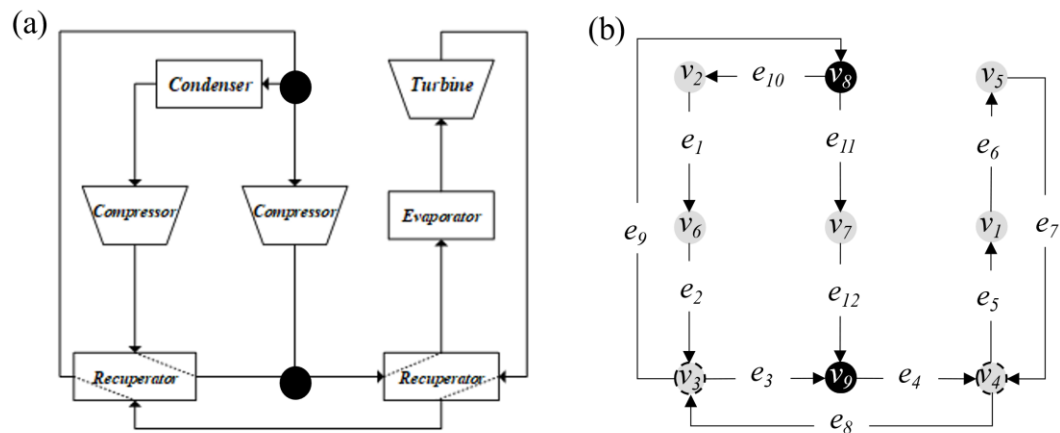 (a)
Condenser
Turbine
Compressor
Compressor
Evaporator
Recuperator
Recuperator
(b)
v2
e10
v8
v5
e1
e11
e6
e9
v6
v7
v1
e7
e2
e12
e5
v3
e3
v9
e4
v4
e8